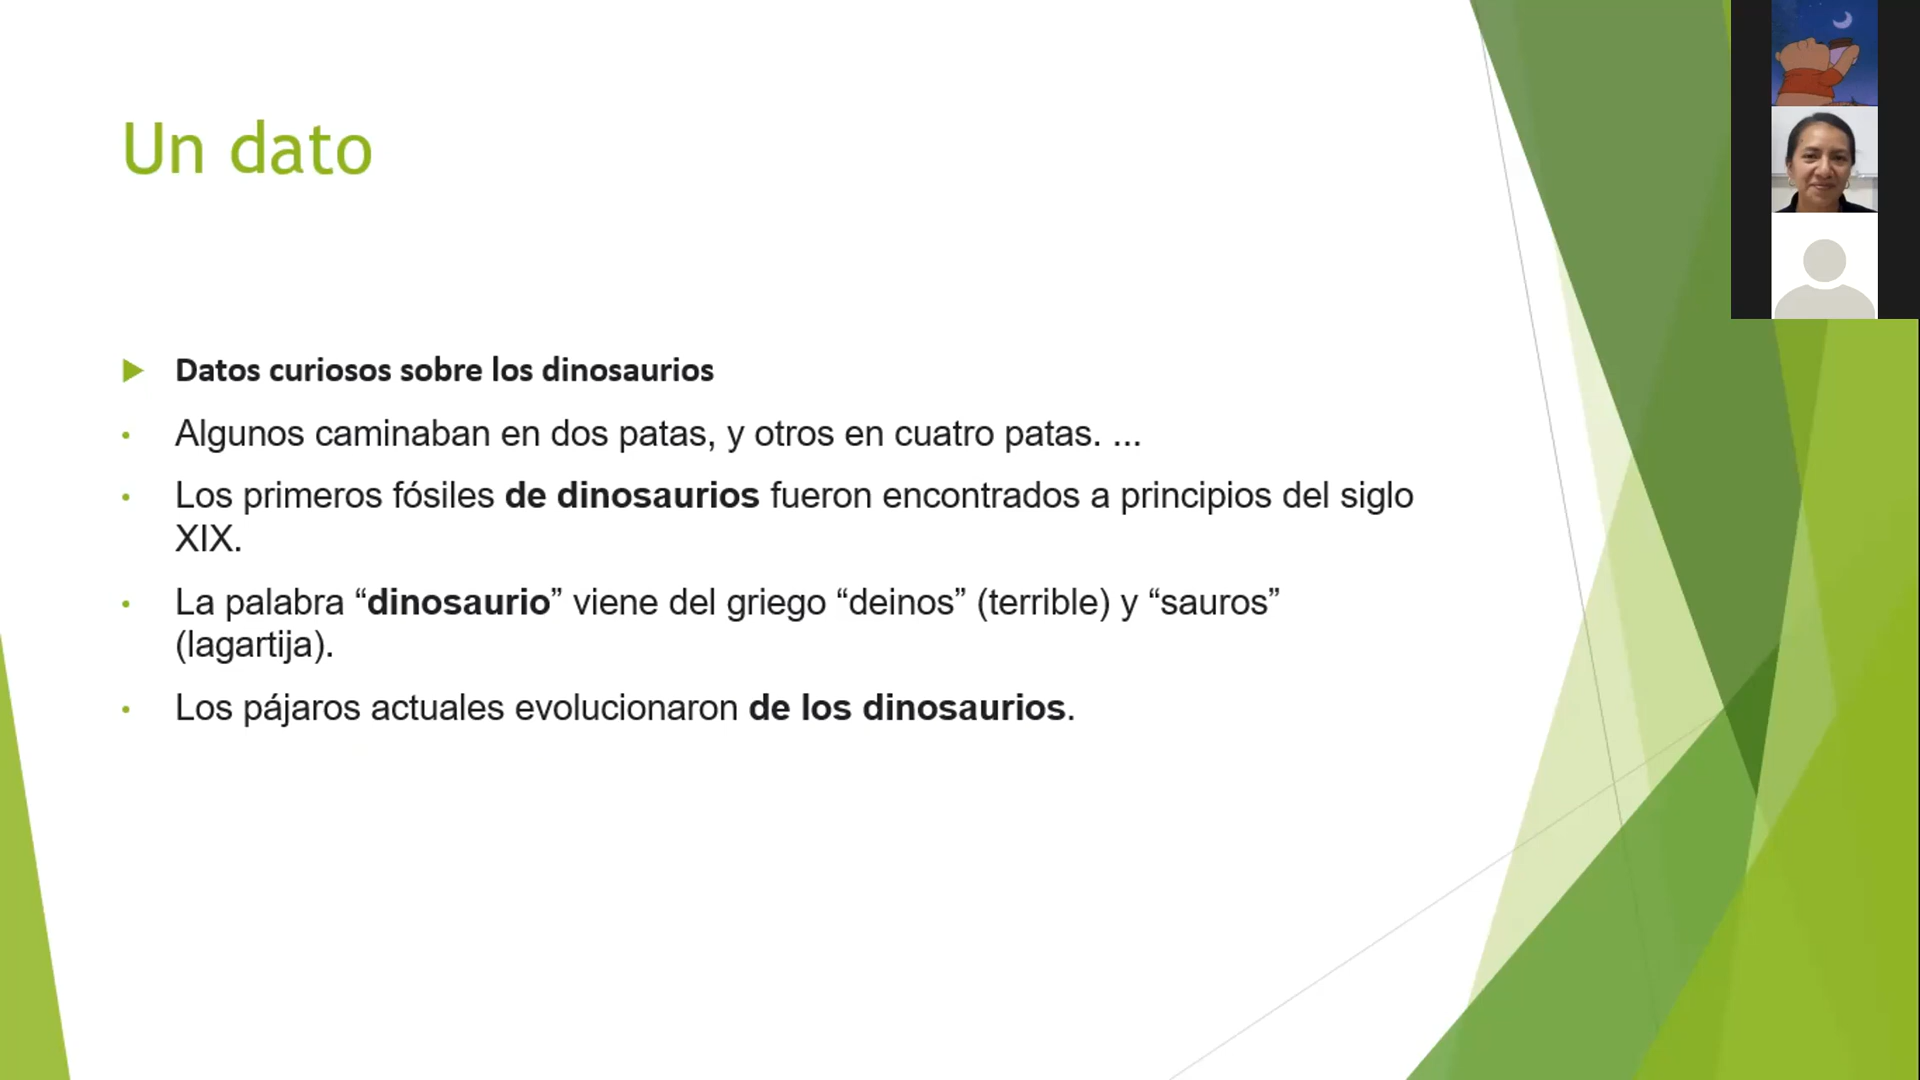 Un dato
Datos curiosos sobre los dinosaurios
Algunos caminaban en dos patas, y otros en cuatro patas. ...
Los primeros fósiles de dinosaurios fueron encontrados a principios del siglo
XIX.
La palabra “dinosaurio” viene del griego “deinos” (terrible) y “sauros”
(lagartija).
Los pájaros actuales evolucionaron de los dinosaurios.